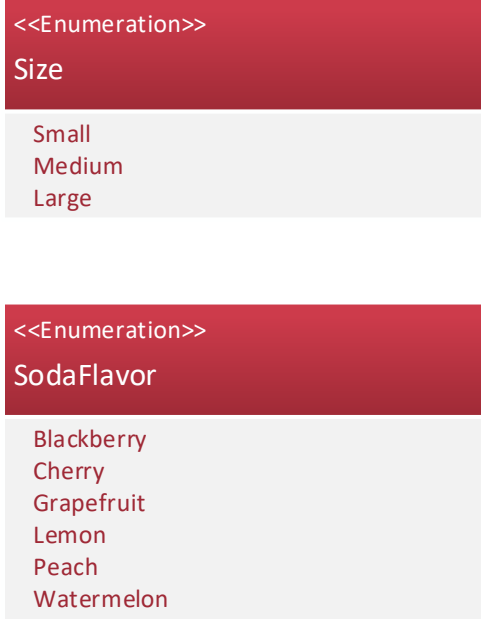 <<Enumeration>>
Size
Small
Medium
Large
<<Enumeration>>
SodaFlavor
Blackberry
Cherry
Grapefruit
Lemon
Peach
Watermelon